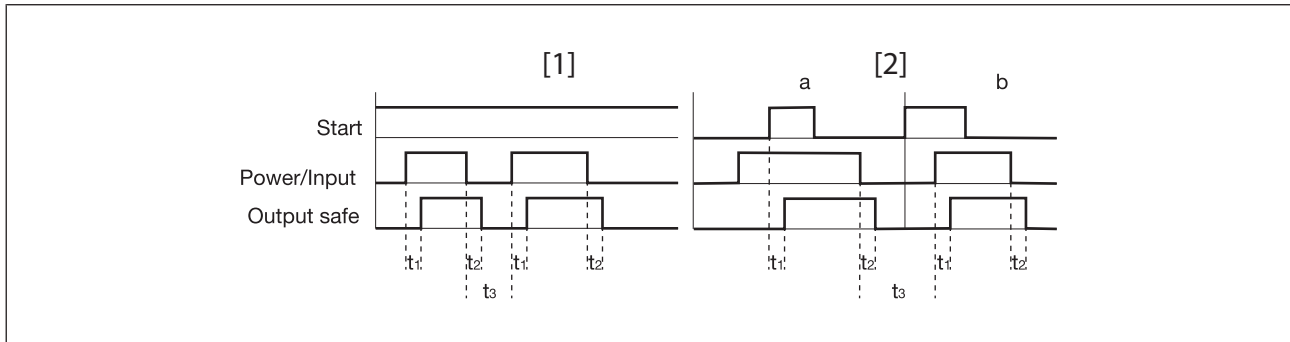 [1] [2]
a b
Start
Power/Input
Output safe
t1 t2 t1 t2 t1 t2 t1 t2
t3 t3